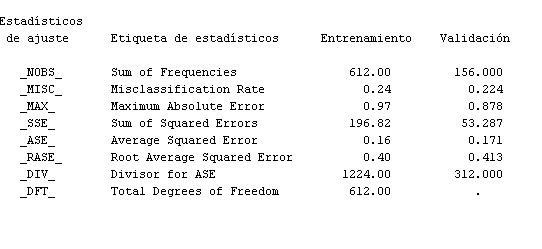 Estadísticos
de ajuste Etiqueta de estadísticos Entrenamiento Validación
_NOBS_ Sum of Frequencies 612.00 156.000
_MISC_ Misclassification Rate 0.24 0.224
_MAX_ Maximum Absolute Error 0.97 0.878
_SSE_ Sum of Squared Errors 196.82 53.287
_ASE_ Average Squared Error 0.16 0.171
_RASE_ Root Average Squared Error 0.40 0.413
_DIV_ Divisor for ASE 1224.00 312.000
_DFT_ Total Degrees of Freedom 612.00 .